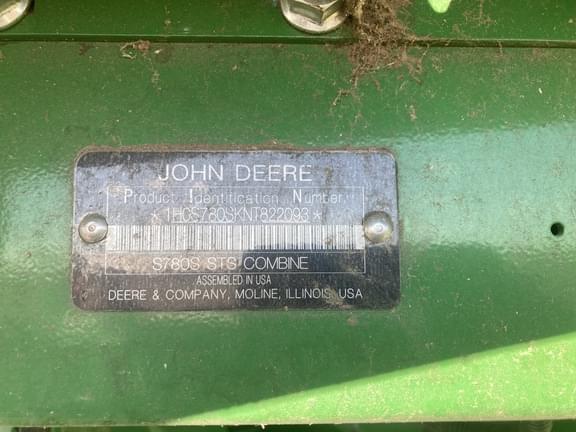 JOHN DEERE
Product Identification Number
*1H0S780SKNT822093*
S780S STS COMBINE
ASSEMBLED IN USA
DEERE & COMPANY, MOLINE, ILLINOIS, USA